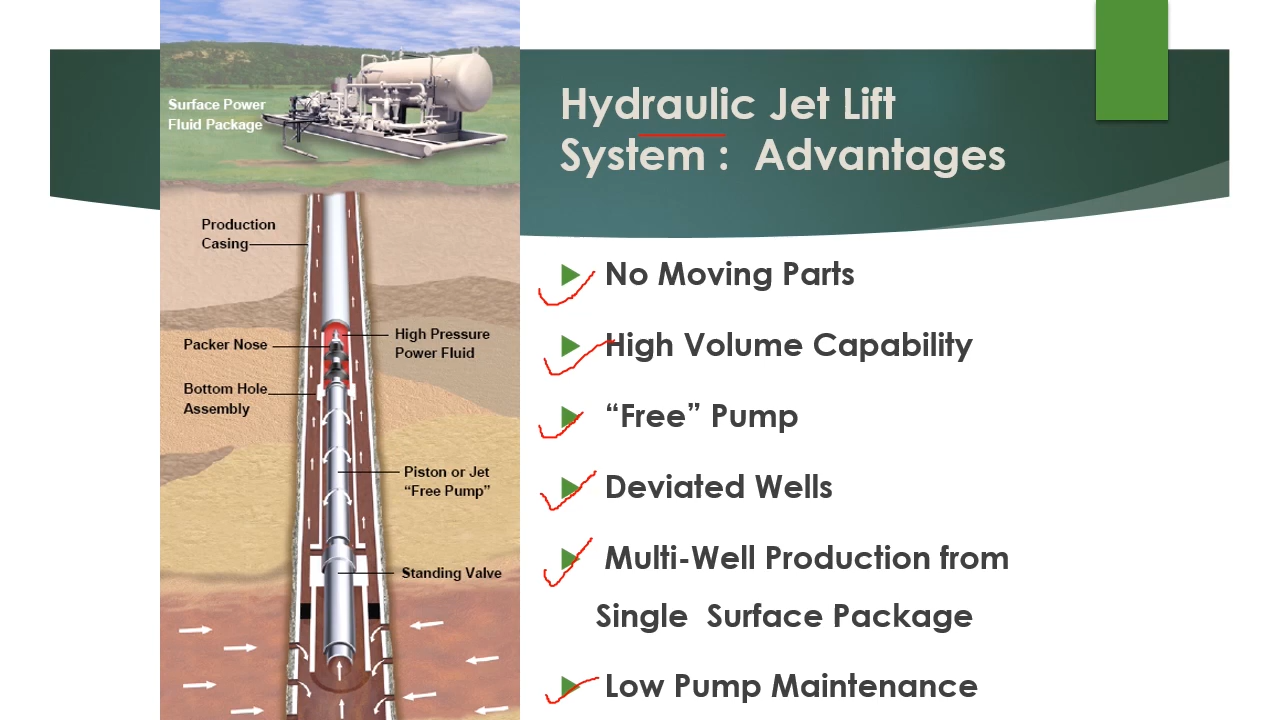 Hydraulic Jet Lift
System : Advantages
Surface Power
Fluid Package
Production
Casing
Packer Nose
High Pressure
Power Fluid
Bottom Hole
Assembly
Piston or Jet
“Free Pump”
Standing Valve
No Moving Parts
High Volume Capability
“Free” Pump
Deviated Wells
Multi-Well Production from
Single Surface Package
Low Pump Maintenance